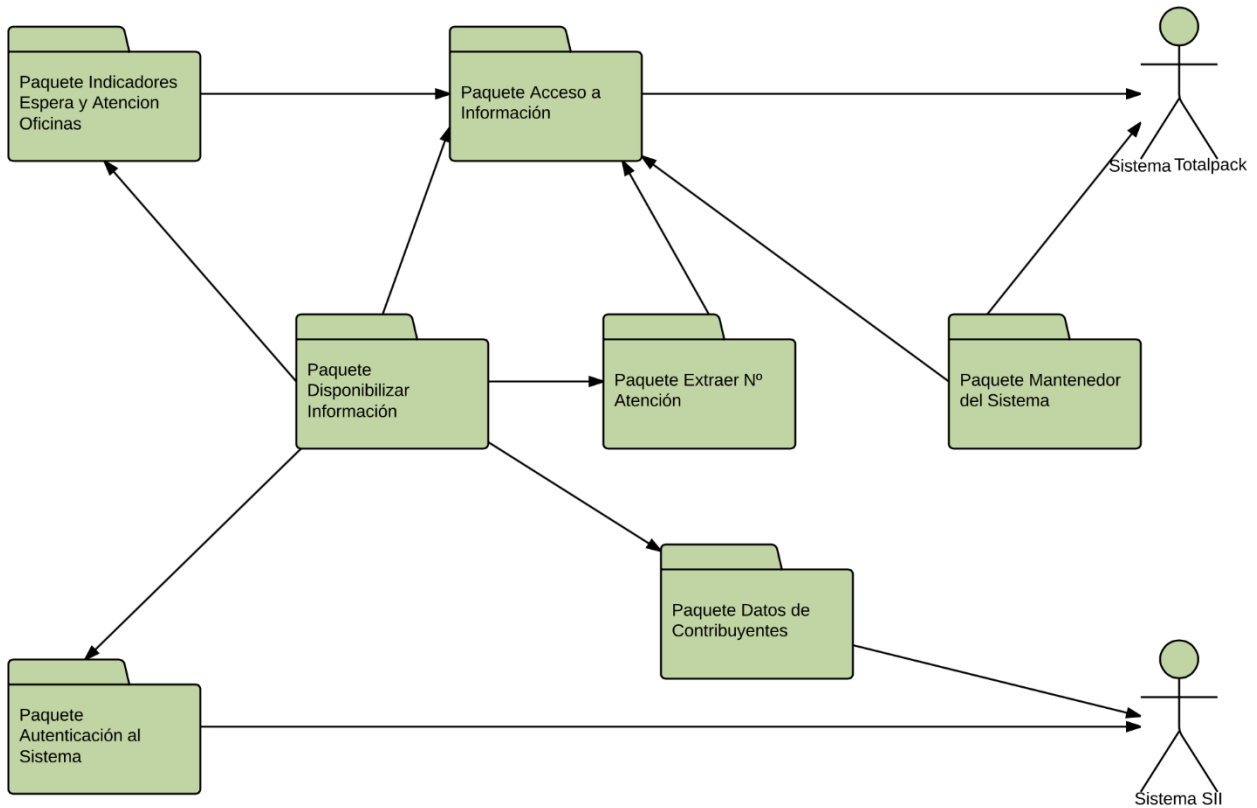 Paquete Indicadores
Espera y Atencion
Oficinas
Paquete Acceso a
Información
Sistema Totalpack
Paquete
Disponibilizar
Información
Paquete Extraer Nº
Atención
Paquete Mantenedor
del Sistema
Paquete Datos de
Contribuyentes
Paquete
Autenticación al
Sistema
Sistema SII